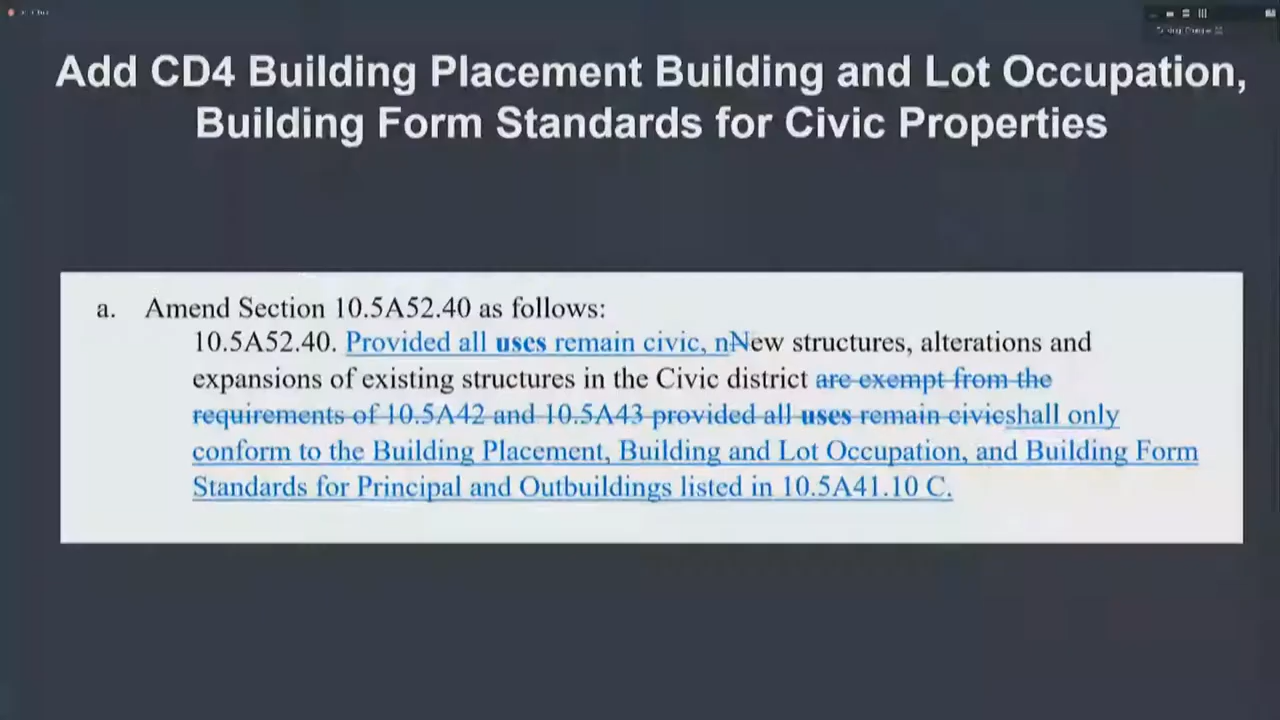 Add CD4 Building Placement Building and Lot Occupation,
Building Form Standards for Civic Properties
a. Amend Section 10.5A52.40 as follows:
10.5A52.40. Provided all uses remain civic, nNew structures, alterations and
expansions of existing structures in the Civic district are exempt from the
requirements of 10.5A42 and 10.5A43 provided all uses remain civicshall only
conform to the Building Placement, Building and Lot Occupation, and Building Form
Standards for Principal and Outbuildings listed in 10.5A41.10 C.